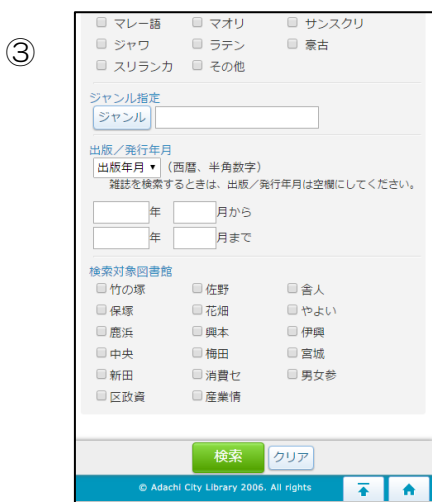 ③
マレー語 マオリ サンスクリ
ジャワ ラテン 豪古
スリランカ その他
ジャンル指定
ジャンル
出版／発行年月
出版年月▼ （西暦、半角数字）
雑誌を検索するときは、出版／発行年月は空欄にしてください。
年 月から
年 月まで
検索対象図書館
竹の塚 佐野 舎人
保塚 花畑 やよい
鹿浜 興本 伊興
中央 梅田 宮城
新田 消費セ 男女参
区政資 産業情
検索 クリア
© Adachi City Library 2006. All rights